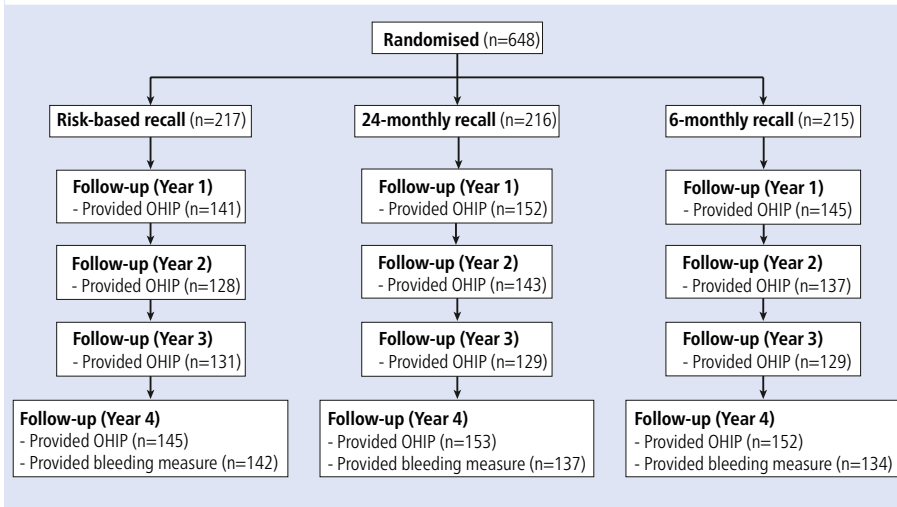 Randomised (n=648)
Risk-based recall (n=217)
24-monthly recall (n=216)
6-monthly recall (n=215)
Follow-up (Year 1)
- Provided OHIP (n=141)
Follow-up (Year 1)
- Provided OHIP (n=152)
Follow-up (Year 1)
- Provided OHIP (n=145)
Follow-up (Year 2)
- Provided OHIP (n=128)
Follow-up (Year 2)
- Provided OHIP (n=143)
Follow-up (Year 2)
- Provided OHIP (n=137)
Follow-up (Year 3)
- Provided OHIP (n=131)
Follow-up (Year 3)
- Provided OHIP (n=129)
Follow-up (Year 3)
- Provided OHIP (n=129)
Follow-up (Year 4)
- Provided OHIP (n=145)
- Provided bleeding measure (n=142)
Follow-up (Year 4)
- Provided OHIP (n=153)
- Provided bleeding measure (n=137)
Follow-up (Year 4)
- Provided OHIP (n=152)
- Provided bleeding measure (n=134)